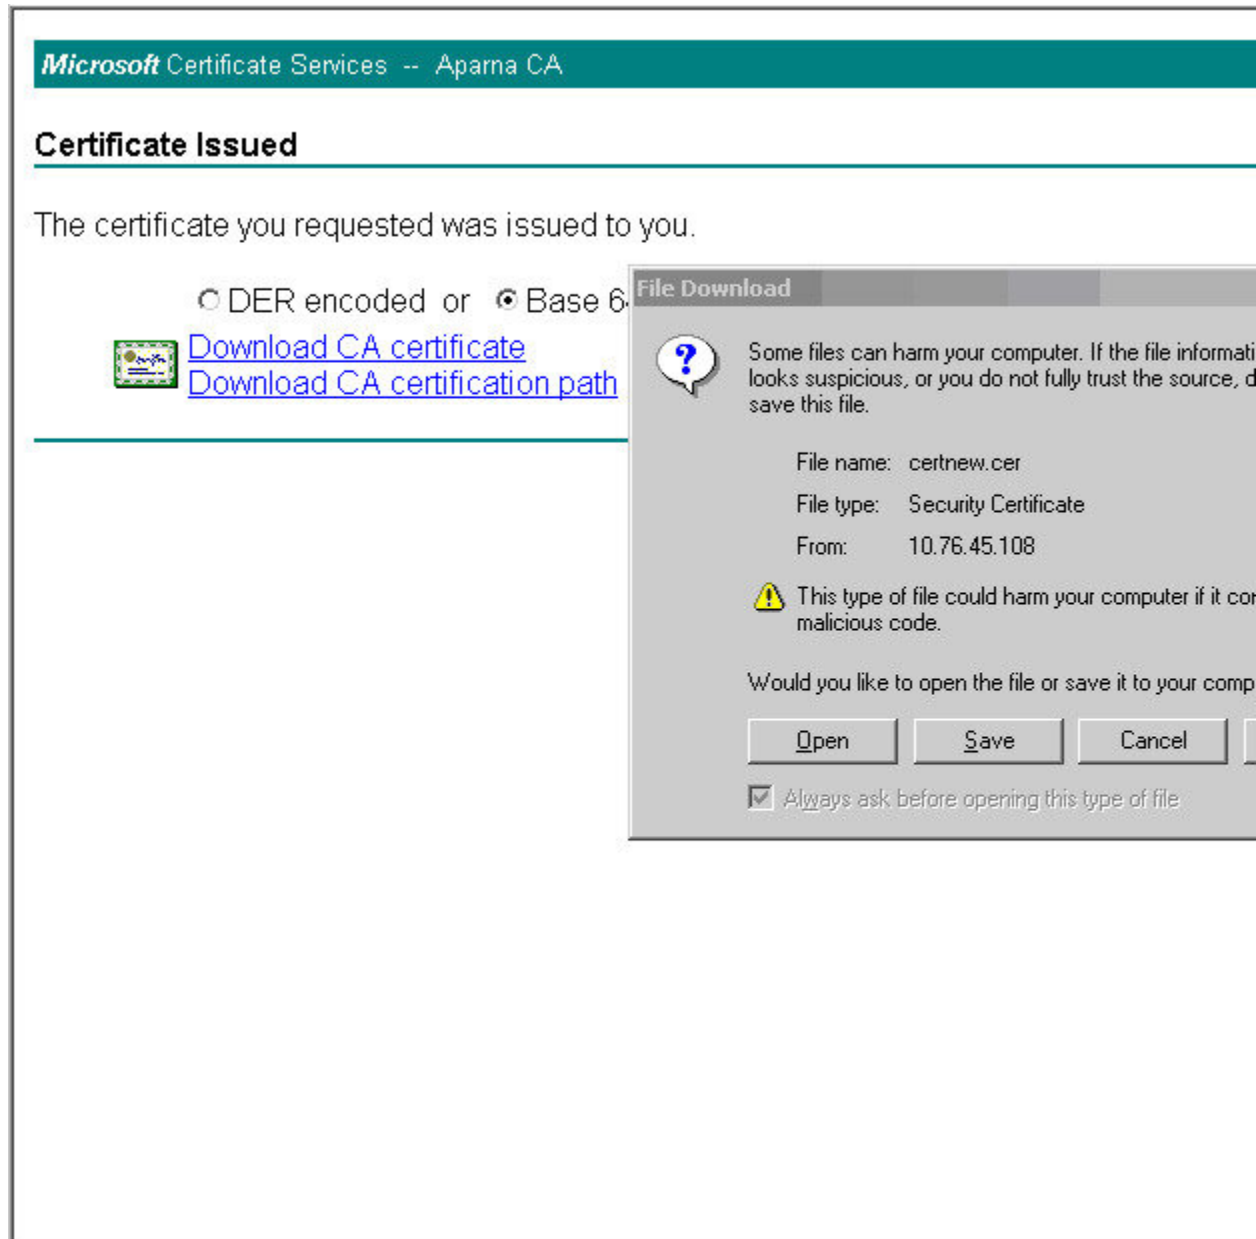 Microsoft Certificate Services -- Aparna CA
Certificate Issued
The certificate you requested was issued to you.
DER encoded or Base 6
Download CA certificate
Download CA certification path
File Download
Some files can harm your computer. If the file informati
looks suspicious, or you do not fully trust the source, d
save this file.
File name: certnew.cer
File type: Security Certificate
From: 10.76.45.108
This type of file could harm your computer if it con
malicious code.
Would you like to open the file or save it to your comp
Open Save Cancel
Always ask before opening this type of file